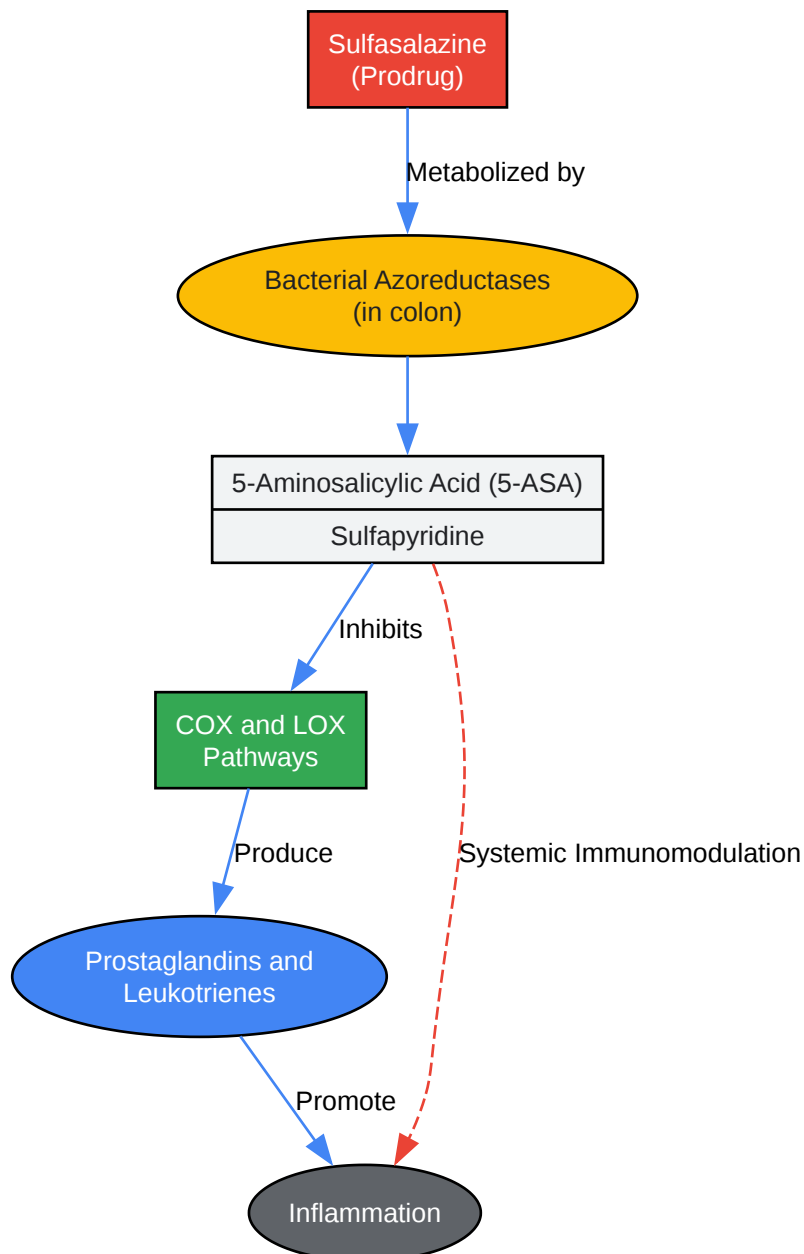 Sulfasalazine
(Prodrug)
Metabolized by
Bacterial Azoreductases
(in colon)
5-Aminosalicylic Acid (5-ASA)
Sulfapyridine
Inhibits
COX and LOX
Pathways
Produce
Systemic Immunomodulation
Prostaglandins and
Leukotrienes
Promote
Inflammation